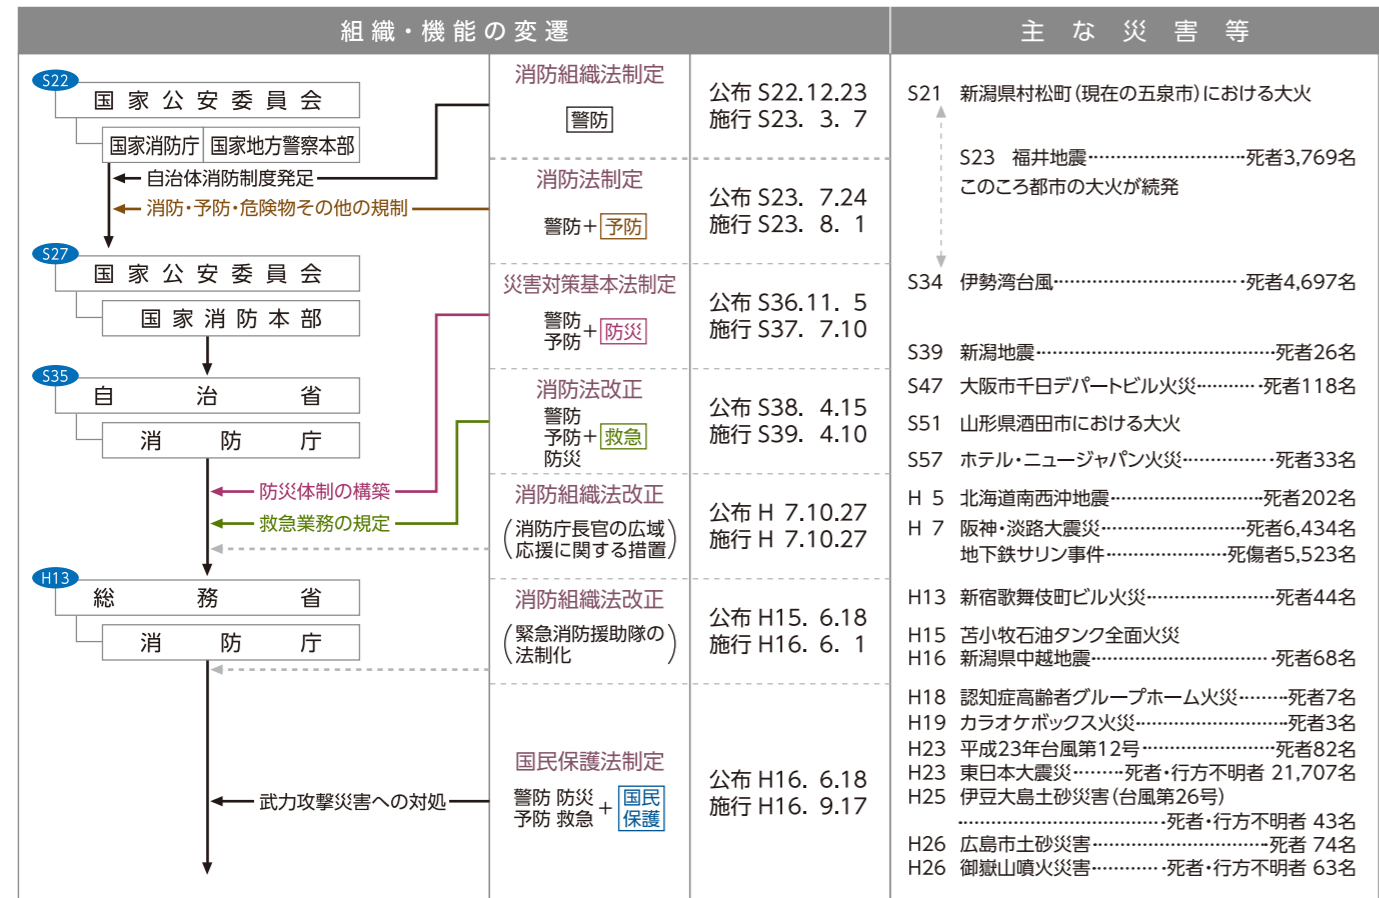 組織・機能の変遷
主な災害等
S22
国家公安委員会
国家消防庁
国家地方警察本部
自治体消防制度発足
消防・予防・危険物その他の規制
S27
国家公安委員会
国家消防本部
S35
自治省
消防庁
防災体制の構築
救急業務の規定
H13
総務省
消防庁
武力攻撃災害への対処
消防組織法制定
警防
公布 S22.12.23
施行 S23. 3. 7
消防法制定
警防+予防
公布 S23. 7.24
施行 S23. 8. 1
災害対策基本法制定
警防
予防+防災
公布 S36.11. 5
施行 S37. 7.10
消防法改正
警防
予防+救急
防災
公布 S38. 4.15
施行 S39. 4.10
消防組織法改正
(消防庁長官の広域
応援に関する措置)
公布 H 7.10.27
施行 H 7.10.27
消防組織法改正
(緊急消防援助隊の
法制化)
公布 H15. 6.18
施行 H16. 6. 1
国民保護法制定
警防 防災
予防 救急
+
国民
保護
公布 H16. 6.18
施行 H16. 9.17
S21 新潟県村松町(現在の五泉市)における大火
S23 福井地震…死者3,769名
このころ都市の大火が続発
S34 伊勢湾台風…死者4,697名
S39 新潟地震…死者26名
S47 大阪市千日デパートビル火災…死者118名
S51 山形県酒田市における大火
S57 ホテル・ニュージャパン火災…死者33名
H 5 北海道南西沖地震…死者202名
H 7 阪神・淡路大震災…死者6,434名
地下鉄サリン事件…死傷者5,523名
H13 新宿歌舞伎町ビル火災…死者44名
H15 苫小牧石油タンク全面火災
H16 新潟県中越地震…死者68名
H18 認知症高齢者グループホーム火災…死者7名
H19 カラオケボックス火災…死者3名
H23 平成23年台風第12号…死者82名
H23 東日本大震災…死者・行方不明者 21,707名
H25 伊豆大島土砂災害(台風第26号)
…死者・行方不明者 43名
H26 広島市土砂災害…死者 74名
H26 御嶽山噴火災害…死者・行方不明者 63名